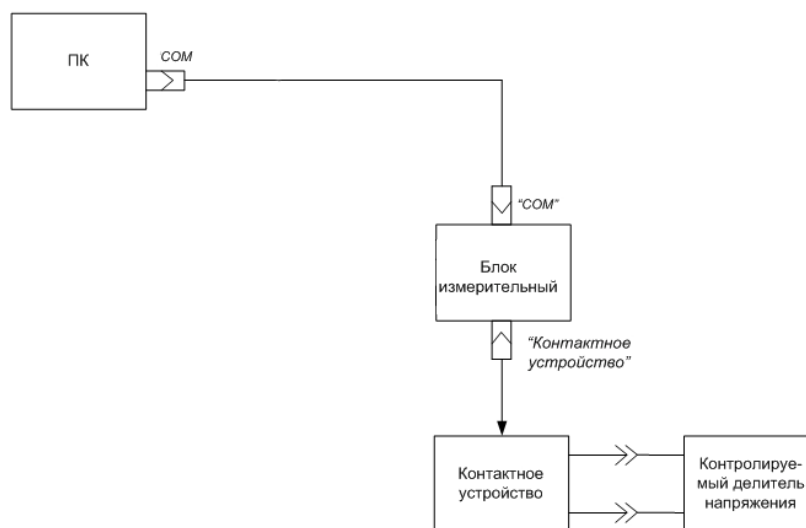 ПК
COM
“COM”
Блок
измерительный
“Контактное
устройство”
Контактное
устройство
Контролируе-
мый делитель
напряжения